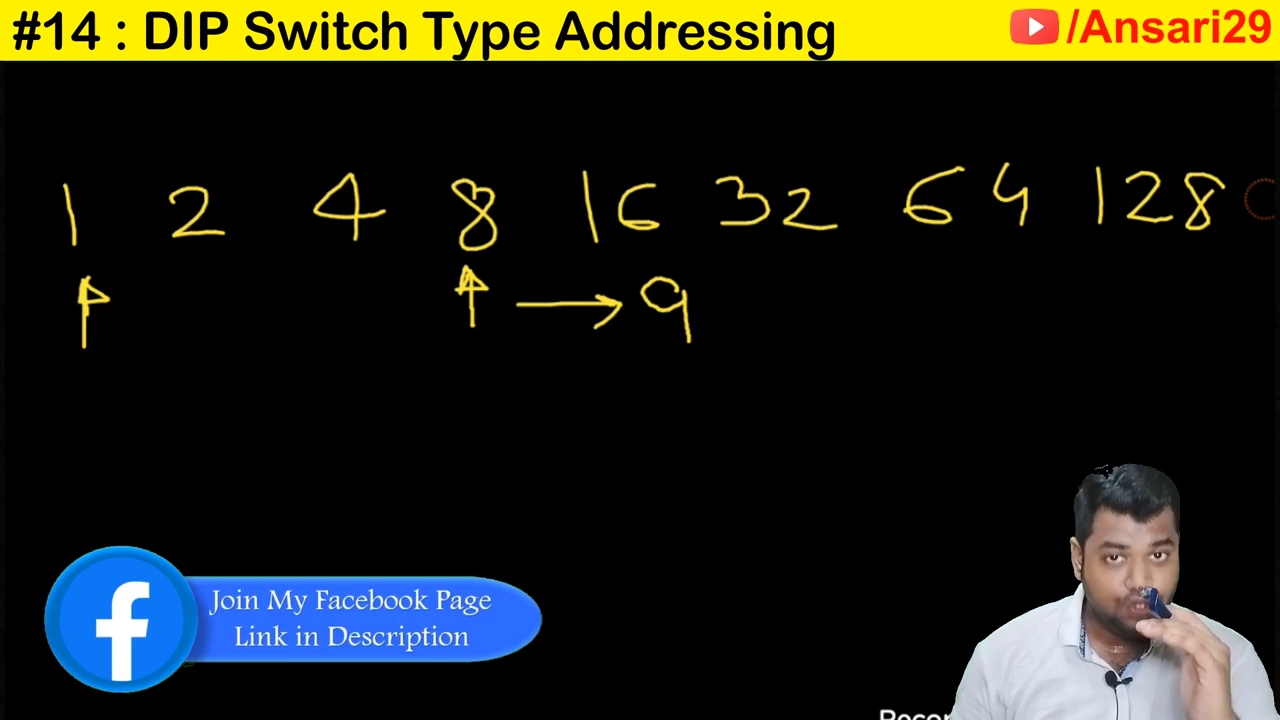 #14 : DIP Switch Type Addressing
/Ansari29
1 2 4 8 16 32 64 128
→ 9
Join My Facebook Page
Link in Description